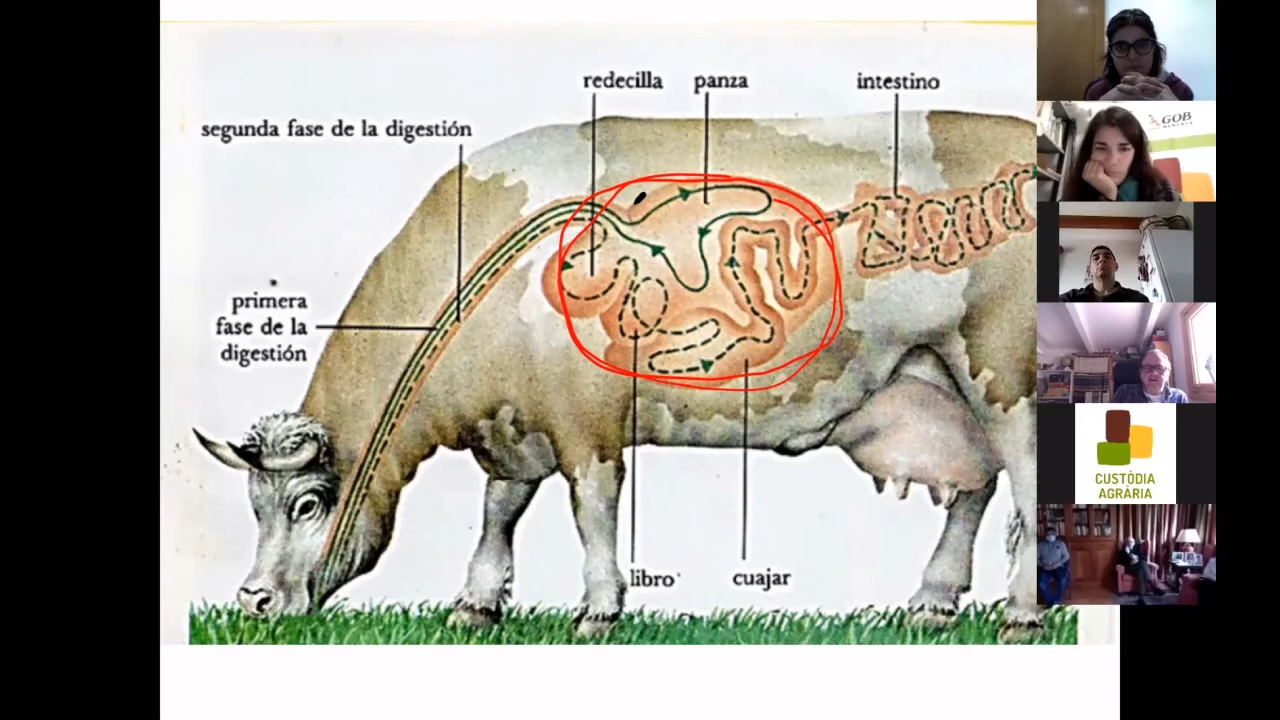 redecilla
panza
intestino
segunda fase de la digestión
primera
fase de la
digestión
libro
cuajar
GOB
CUSTÒDIA
AGRÀRIA